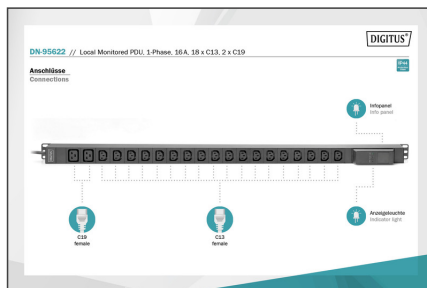 DIGITUS®
DN-95622 // Local Monitored PDU, 1-Phase, 16A, 18 x C13, 2 x C19
Anschlüsse
Connections
Infopanel
Info panel
C19
female
C13
female
Anzeigeleuchte
Indicator light